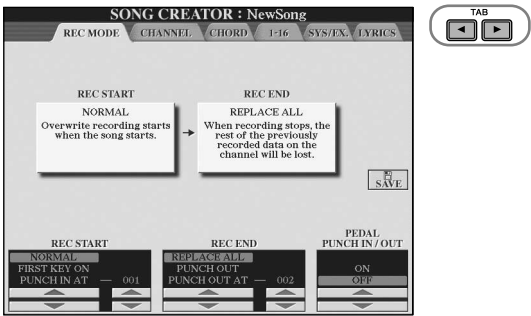 SONG CREATOR : NewSong
REC MODE CHANNEL CHORD 1-16 SYS/EX. LYRICS
TAB
REC START
NORMAL
Overwrite recording starts
when the song starts.
REC END
REPLACE ALL
When recording stops, the
rest of the previously
recorded data on the
channel will be lost.
SAVE
REC START
NORMAL
FIRST KEY ON
PUNCH IN AT — 001
REC END
REPLACE ALL
PUNCH OUT
PUNCH OUT AT — 002
PEDAL
PUNCH IN / OUT
ON
OFF